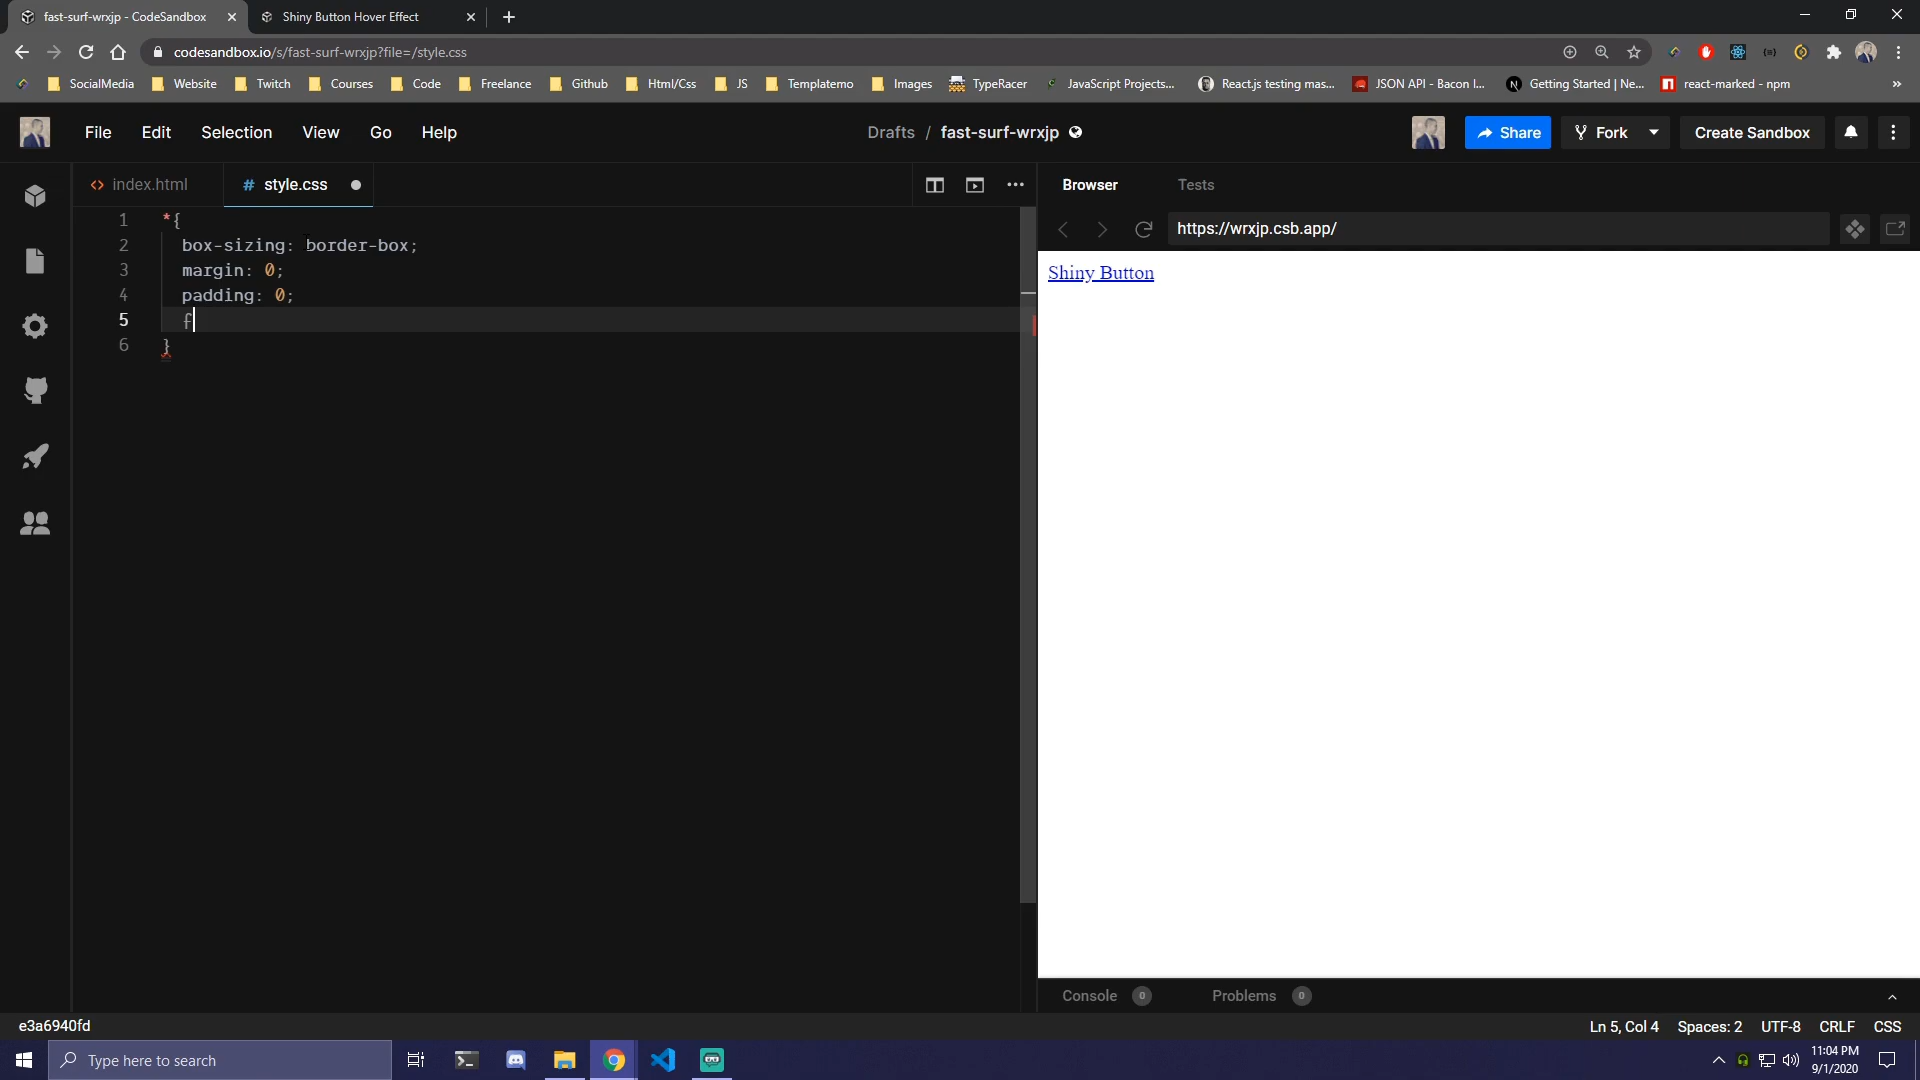 fast-surf-wrxjp - CodeSandbox
Shiny Button Hover Effect
codesandbox.io/s/fast-surf-wrxjp?file=/style.css
SocialMedia Website Twitch Courses Code Freelance Github Html/Css JS Templatemo Images TypeRacer JavaScript Projects... React.js testing mas... JSON API - Bacon I... Getting Started | Ne... react-marked - npm »
File Edit Selection View Go Help
Drafts / fast-surf-wrxjp
Share Fork Create Sandbox
<> index.html # style.css
Browser Tests
https://wrxjp.csb.app/
1 *{
2 box-sizing: border-box;
3 margin: 0;
4 padding: 0;
5 f
6 }
Shiny Button
Console 0 Problems 0
e3a6940fd
Ln 5, Col 4 Spaces: 2 UTF-8 CRLF CSS
Type here to search
11:04 PM
9/1/2020